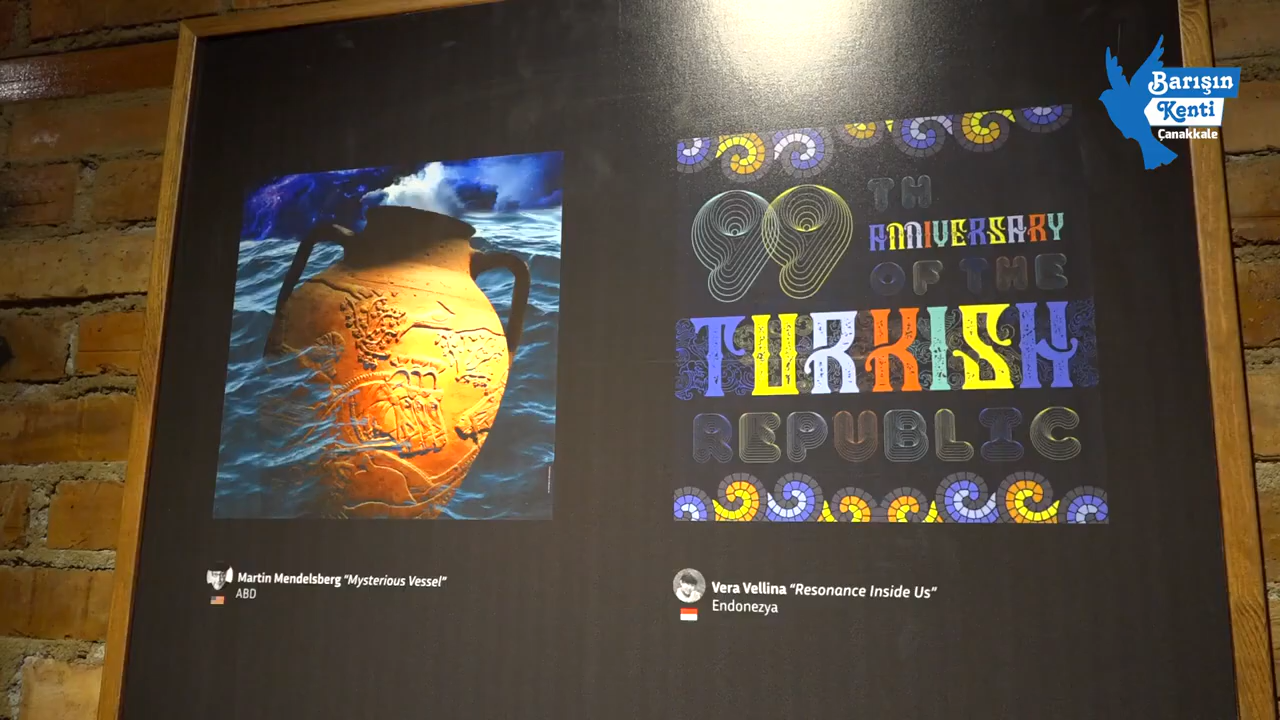 Barışın
Kenti
Çanakkale
99
TH
ANNIVERSARY
OF THE
TURKISH
REPUBLIC
Martin Mendelsberg “Mysterious Vessel”
ABD
Vera Vellina “Resonance Inside Us”
Endonezya